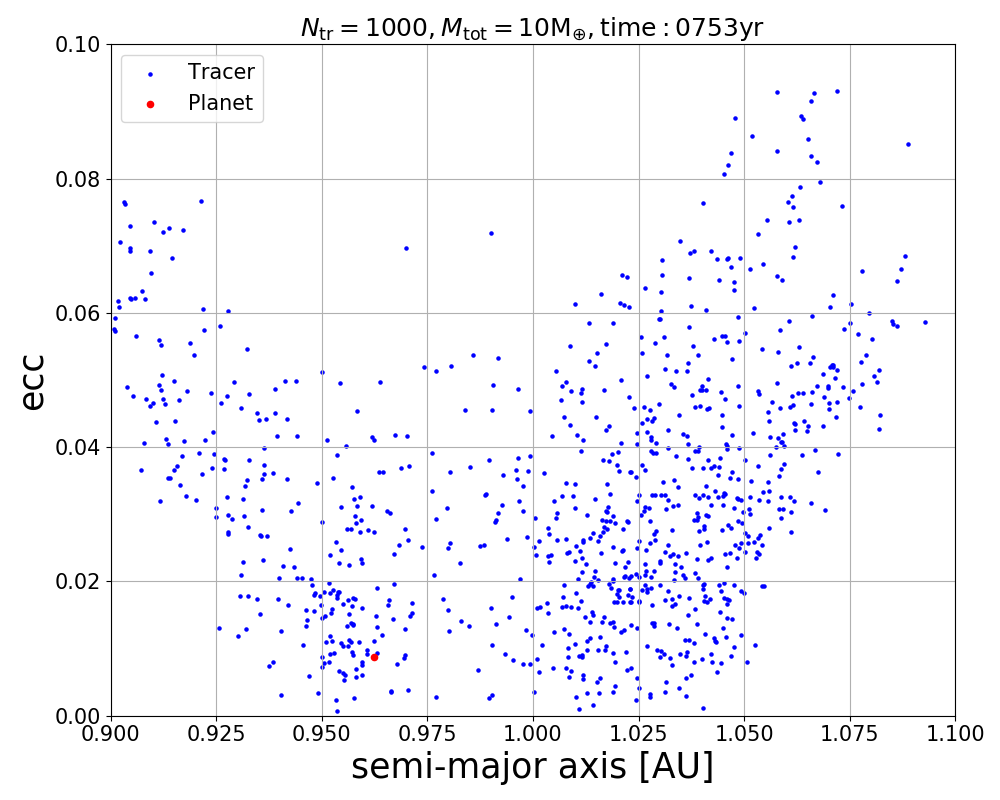 N_tr = 1000, M_tot = 10M_⊕, time : 0753yr
Tracer
Planet
ecc
0.10
0.08
0.06
0.04
0.02
0.00
0.900 0.925 0.950 0.975 1.000 1.025 1.050 1.075 1.100
semi-major axis [AU]